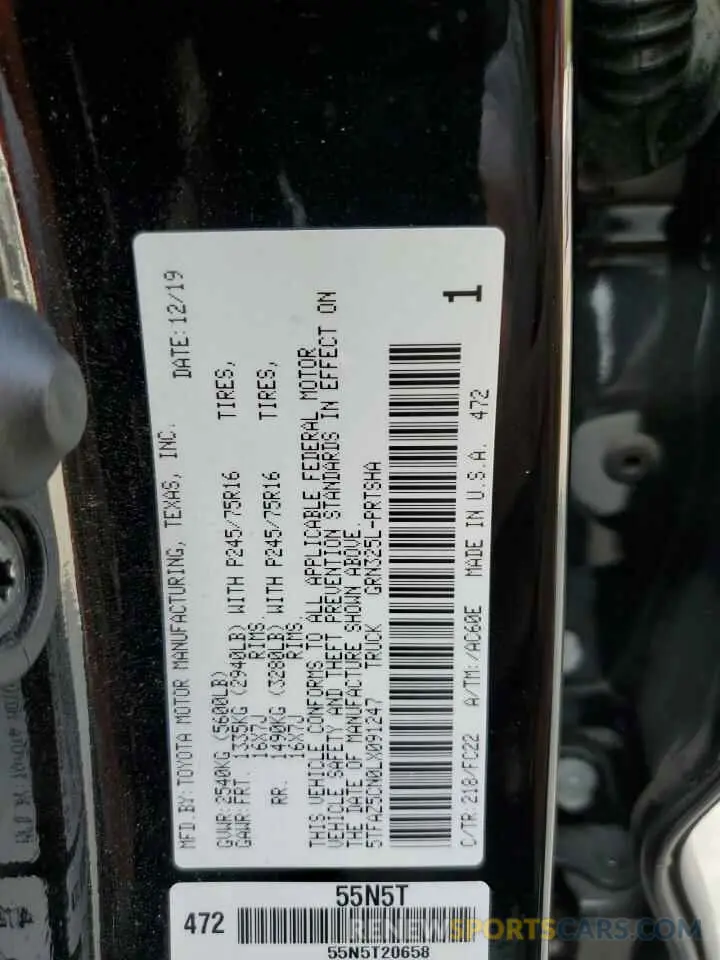 MFD.BY:TOYOTA MOTOR MANUFACTURING, TEXAS, INC. DATE:12/19
GVWR:2540KG (5600LB)
GAWR:FRT. 1335KG (2940LB) WITH P245/75R16 TIRES,
16X7J RIMS.
RR. 1490KG (3280LB) WITH P245/75R16 TIRES,
16X7J RIMS.
THIS VEHICLE CONFORMS TO ALL APPLICABLE FEDERAL MOTOR
VEHICLE SAFETY AND THEFT PREVENTION STANDARDS IN EFFECT ON
THE DATE OF MANUFACTURE SHOWN ABOVE.
5TFAZ5CN0LX091247 TRUCK GRN325L-PRTSHA
1
C/TR:218/FC22 A/TM:/AC60E MADE IN U.S.A. 472
55N5T
472
55N5T20658
RENEWSPORTSCARS.COM